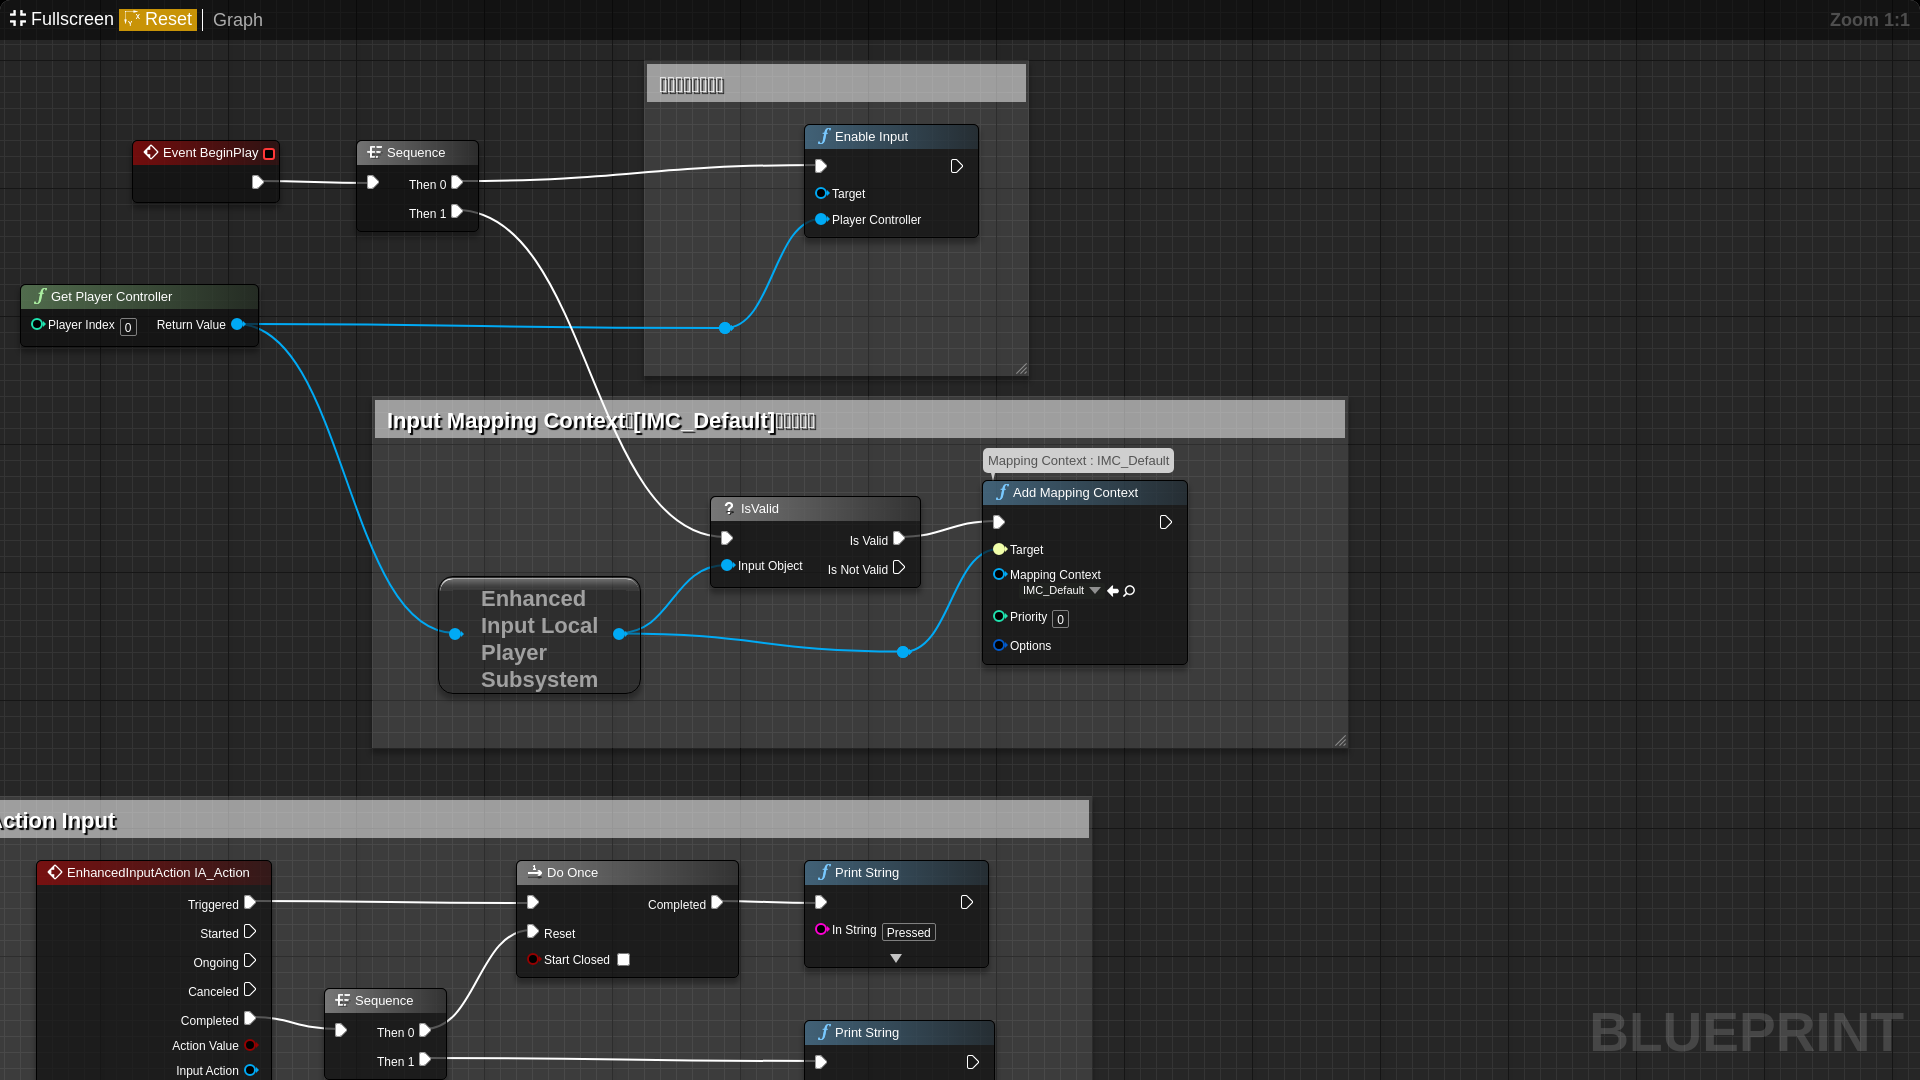 Fullscreen Reset Graph Zoom 1:1
Event BeginPlay
Sequence
Then 0
Then 1
Enable Input
Target
Player Controller
Get Player Controller
Player Index 0 Return Value
Input Mapping Context [IMC_Default]
Mapping Context : IMC_Default
Add Mapping Context
Target
Mapping Context
IMC_Default
Priority 0
Options
? IsValid
Is Valid
Input Object Is Not Valid
Enhanced
Input Local
Player
Subsystem
Action Input
EnhancedInputAction IA_Action
Triggered
Started
Ongoing
Canceled
Completed
Action Value
Input Action
Do Once
Completed
Reset
Start Closed
Print String
In String Pressed
Sequence
Then 0
Then 1
Print String
BLUEPRINT